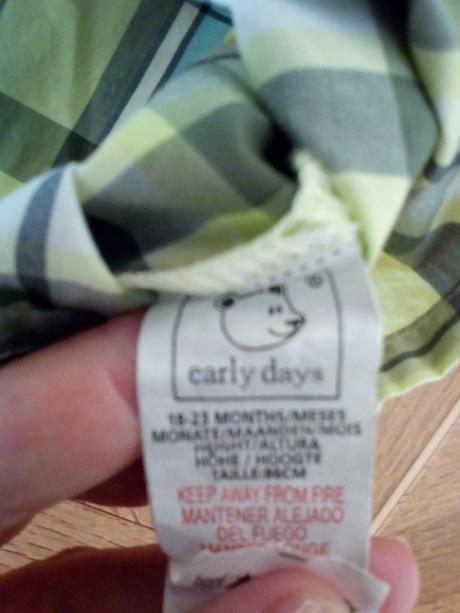 early days
18-23 MONTHS/MESES
MONATE/MAANDEN/MOIS
HEIGHT/ALTURA
HÖHE / HOOGTE
TAILLE:86CM
KEEP AWAY FROM FIRE
MANTENER ALEJADO
DEL FUEGO